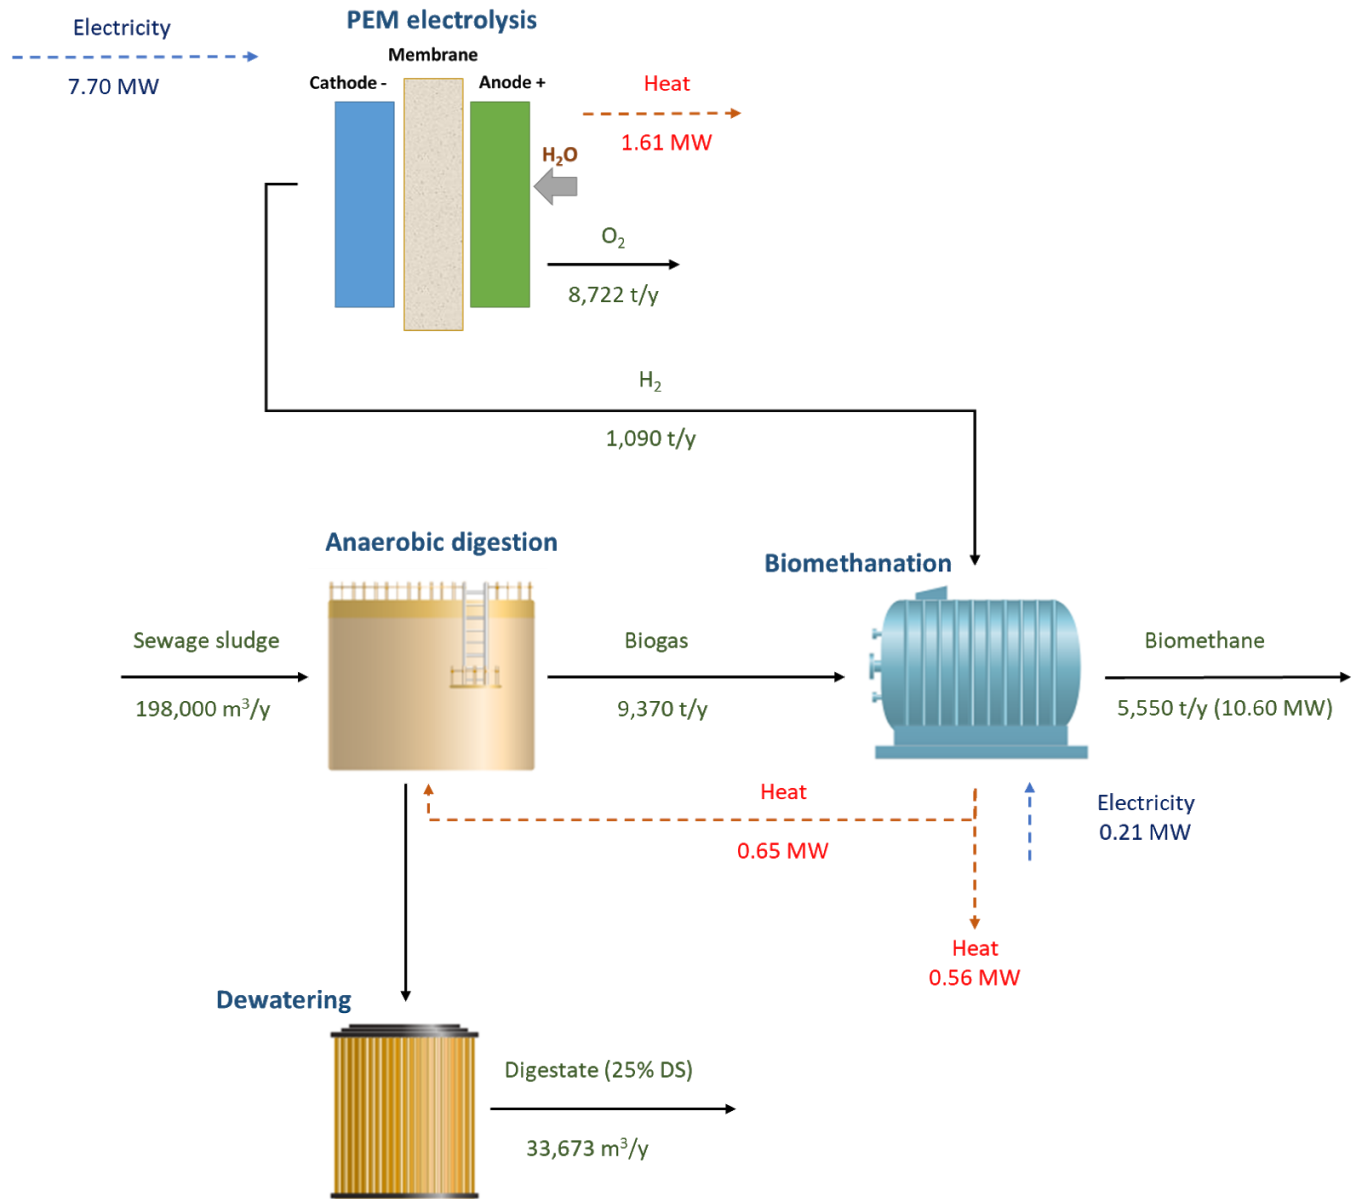 Electricity
7.70 MW
PEM electrolysis
Membrane
Cathode -
Anode +
Heat
1.61 MW
H₂O
O₂
8,722 t/y
H₂
1,090 t/y
Anaerobic digestion
Biomethanation
Sewage sludge
198,000 m³/y
Biogas
9,370 t/y
Biomethane
5,550 t/y (10.60 MW)
Heat
0.65 MW
Electricity
0.21 MW
Heat
0.56 MW
Dewatering
Digestate (25% DS)
33,673 m³/y